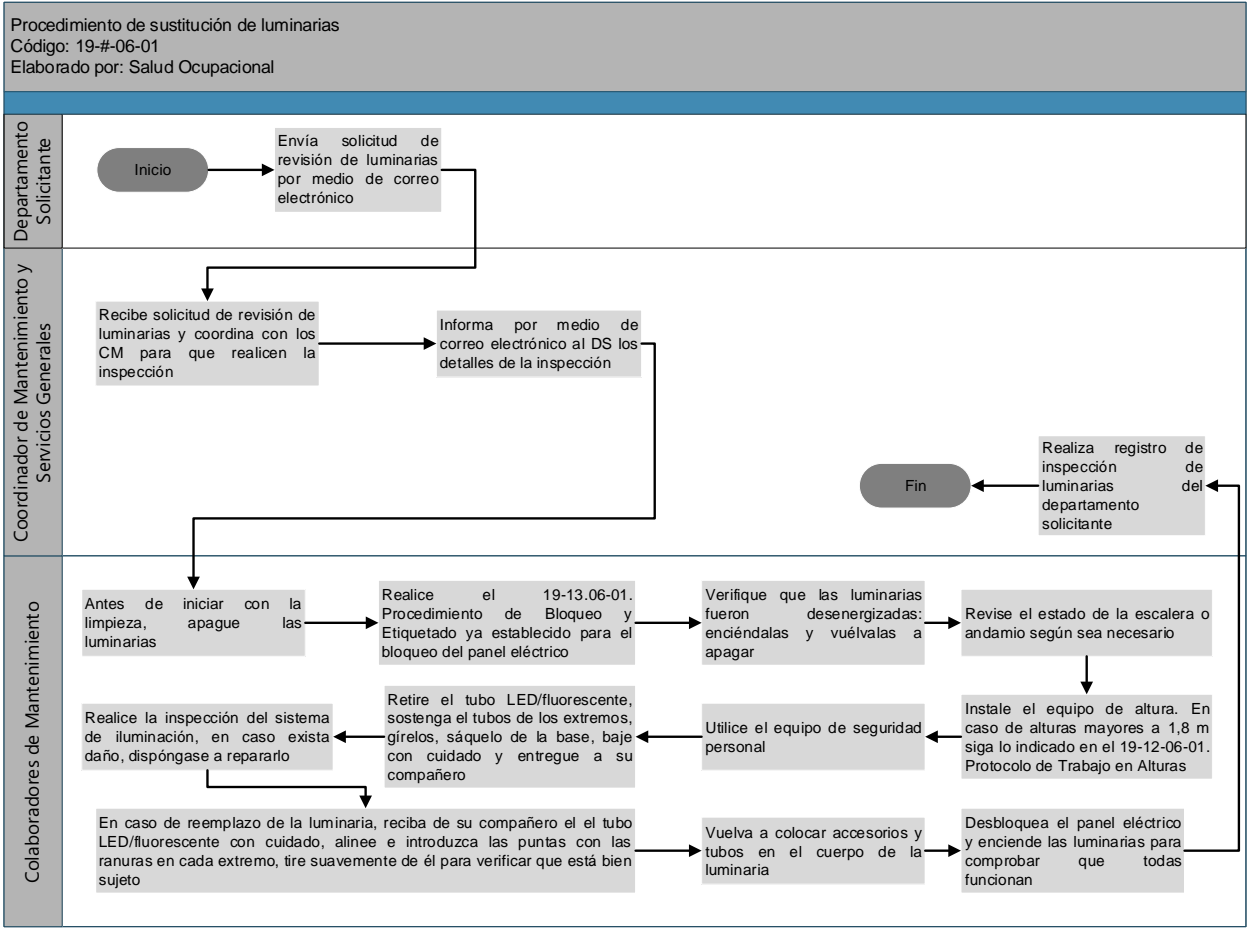 Procedimiento de sustitución de luminarias
Código: 19-#-06-01
Elaborado por: Salud Ocupacional
Departamento
Solicitante
Inicio
Envía solicitud de
revisión de luminarias
por medio de correo
electrónico
Coordinador de Mantenimiento y
Servicios Generales
Recibe solicitud de revisión de
luminarias y coordina con los
CM para que realicen la
inspección
Informa por medio de
correo electrónico al DS los
detalles de la inspección
Realiza registro de
inspección de
luminarias del
departamento
solicitante
Fin
Colaboradores de Mantenimiento
Antes de iniciar con la
limpieza, apague las
luminarias
Realice el 19-13.06-01.
Procedimiento de Bloqueo y
Etiquetado ya establecido para el
bloqueo del panel eléctrico
Verifique que las luminarias
fueron desenergizadas:
enciéndalas y vuélvalas a
apagar
Revise el estado de la escalera o
andamio según sea necesario
Instale el equipo de altura. En
caso de alturas mayores a 1,8 m
siga lo indicado en el 19-12-06-01.
Protocolo de Trabajo en Alturas
Utilice el equipo de seguridad
personal
Retire el tubo LED/fluorescente,
sostenga el tubos de los extremos,
gírelos, sáquelo de la base, baje
con cuidado y entregue a su
compañero
Realice la inspección del sistema
de iluminación, en caso exista
daño, dispóngase a repararlo
En caso de reemplazo de la luminaria, reciba de su compañero el el tubo
LED/fluorescente con cuidado, alinee e introduzca las puntas con las
ranuras en cada extremo, tire suavemente de él para verificar que está bien
sujeto
Vuelva a colocar accesorios y
tubos en el cuerpo de la
luminaria
Desbloquea el panel eléctrico
y enciende las luminarias para
comprobar que todas
funcionan